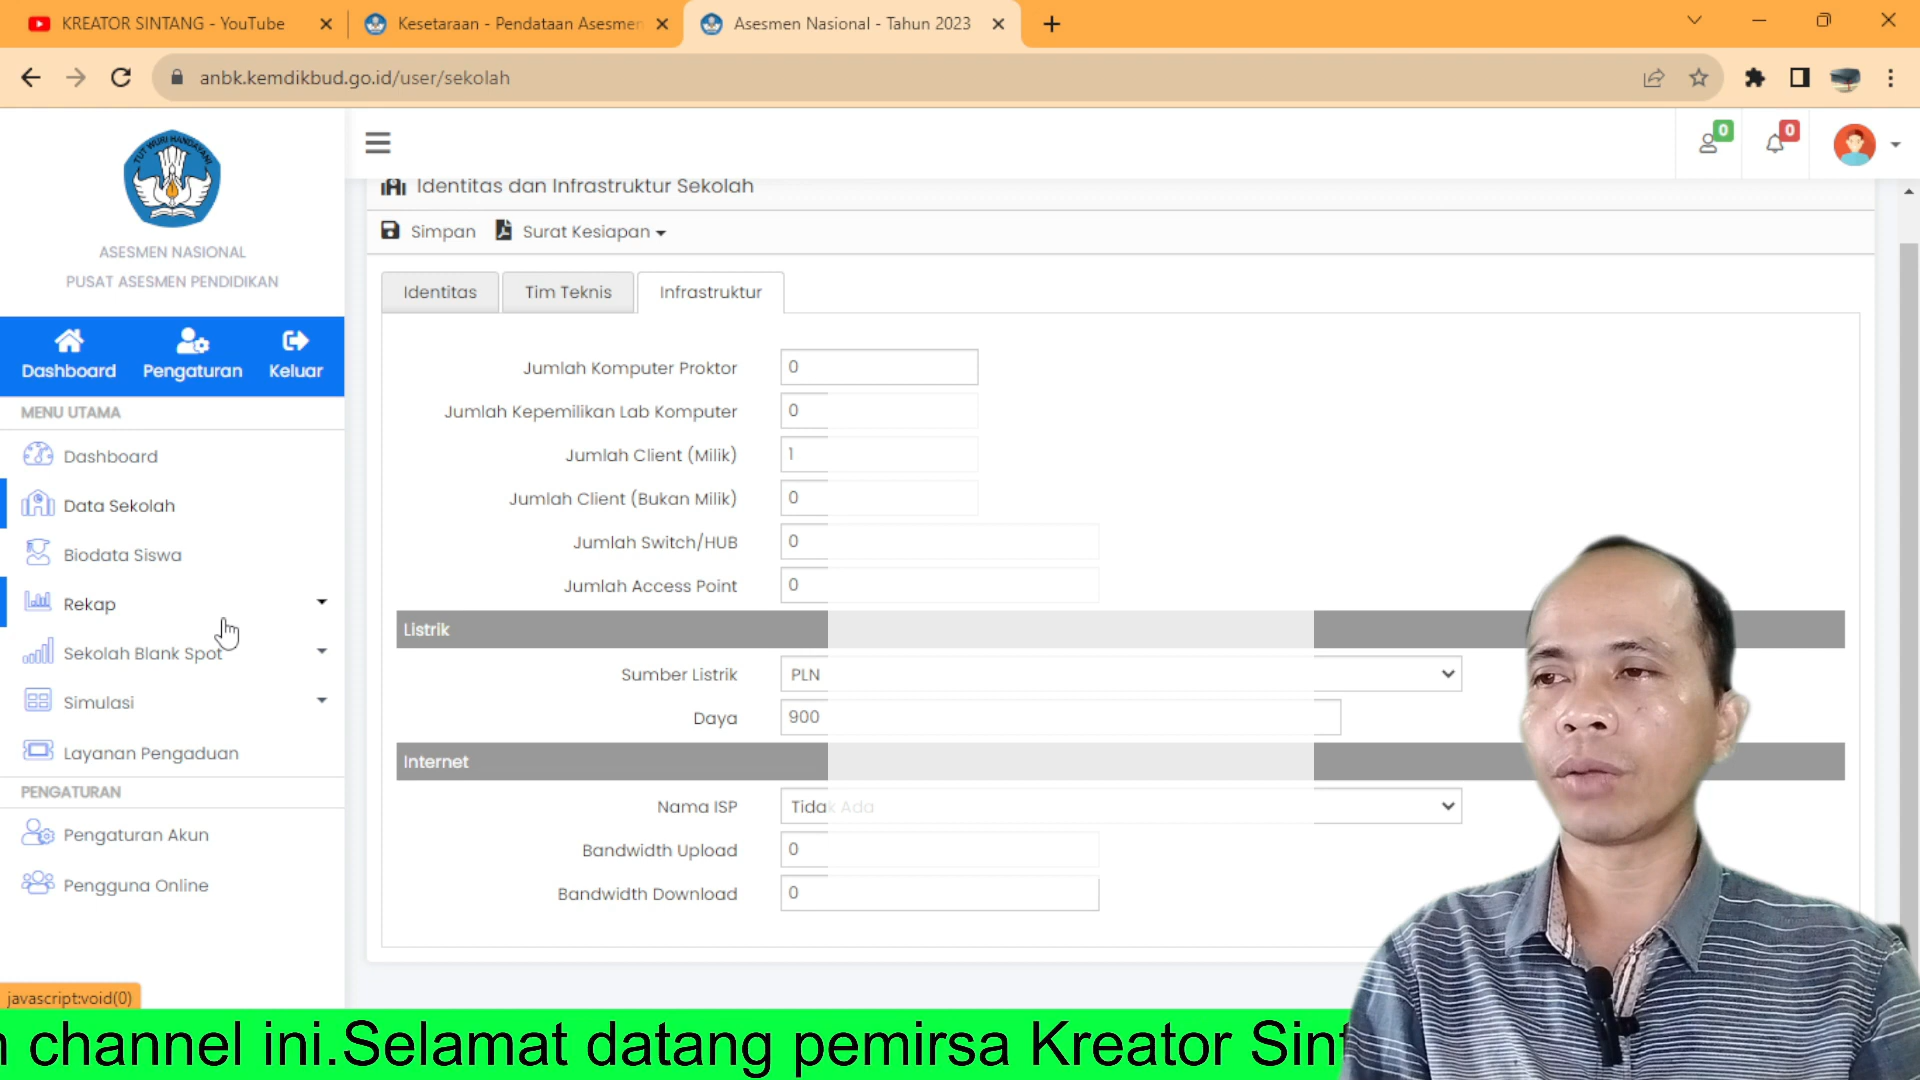 KREATOR SINTANG - YouTube
Kesetaraan - Pendataan Asesmen
Asesmen Nasional - Tahun 2023
anbk.kemdikbud.go.id/user/sekolah
TUT WURI HANDAYANI
ASESMEN NASIONAL
PUSAT ASESMEN PENDIDIKAN
Dashboard Pengaturan Keluar
MENU UTAMA
Dashboard
Data Sekolah
Biodata Siswa
Rekap
Sekolah Blank Spot
Simulasi
Layanan Pengaduan
PENGATURAN
Pengaturan Akun
Pengguna Online
javascript:void(0)
0 0
Identitas dan Infrastruktur Sekolah
Simpan Surat Kesiapan
Identitas Tim Teknis Infrastruktur
Jumlah Komputer Proktor 0
Jumlah Kepemilikan Lab Komputer 0
Jumlah Client (Milik) 1
Jumlah Client (Bukan Milik) 0
Jumlah Switch/HUB 0
Jumlah Access Point 0
Listrik
Sumber Listrik PLN
Daya 900
Internet
Nama ISP Tidak Ada
Bandwidth Upload 0
Bandwidth Download 0
channel ini.Selamat datang pemirsa Kreator Sint